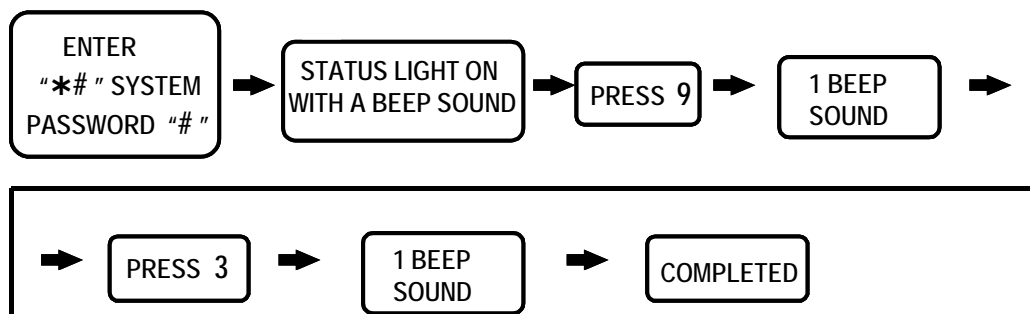 ENTER
“*#” SYSTEM
PASSWORD “#”
STATUS LIGHT ON
WITH A BEEP SOUND
PRESS 9
1 BEEP
SOUND
PRESS 3
1 BEEP
SOUND
COMPLETED